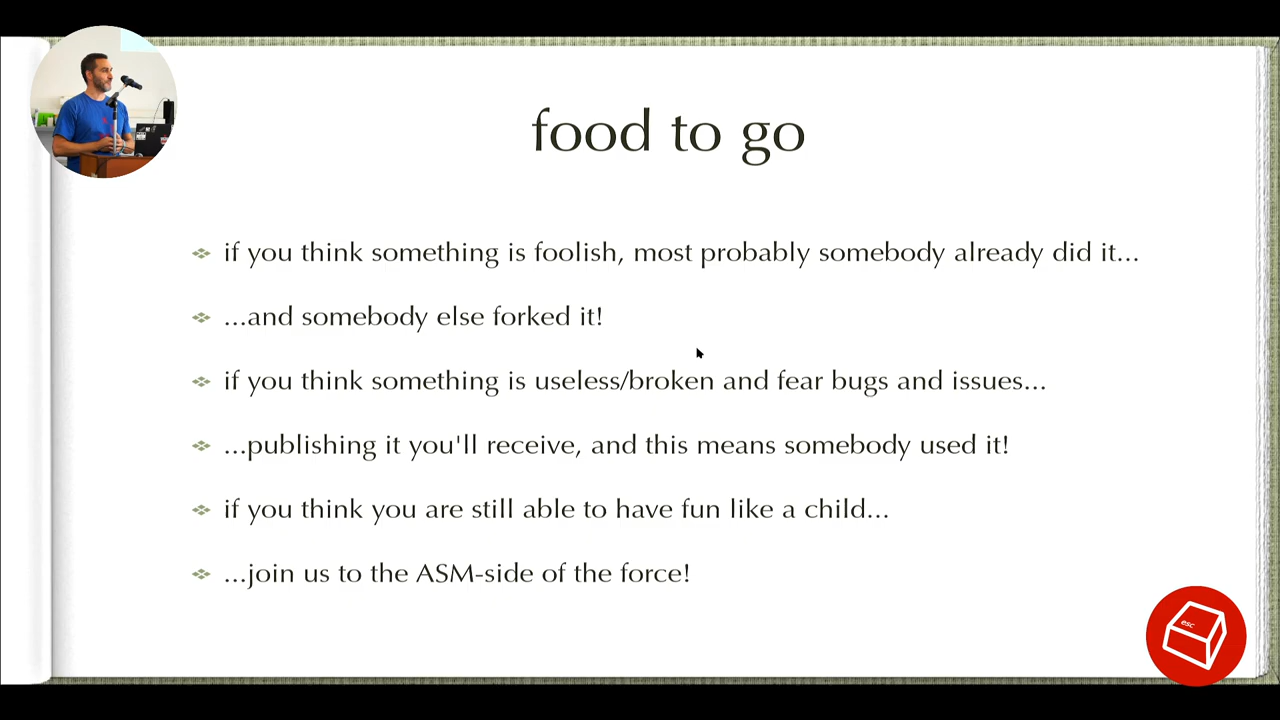 food to go
if you think something is foolish, most probably somebody already did it...
...and somebody else forked it!
if you think something is useless/broken and fear bugs and issues...
...publishing it you'll receive, and this means somebody used it!
if you think you are still able to have fun like a child...
...join us to the ASM-side of the force!
esc